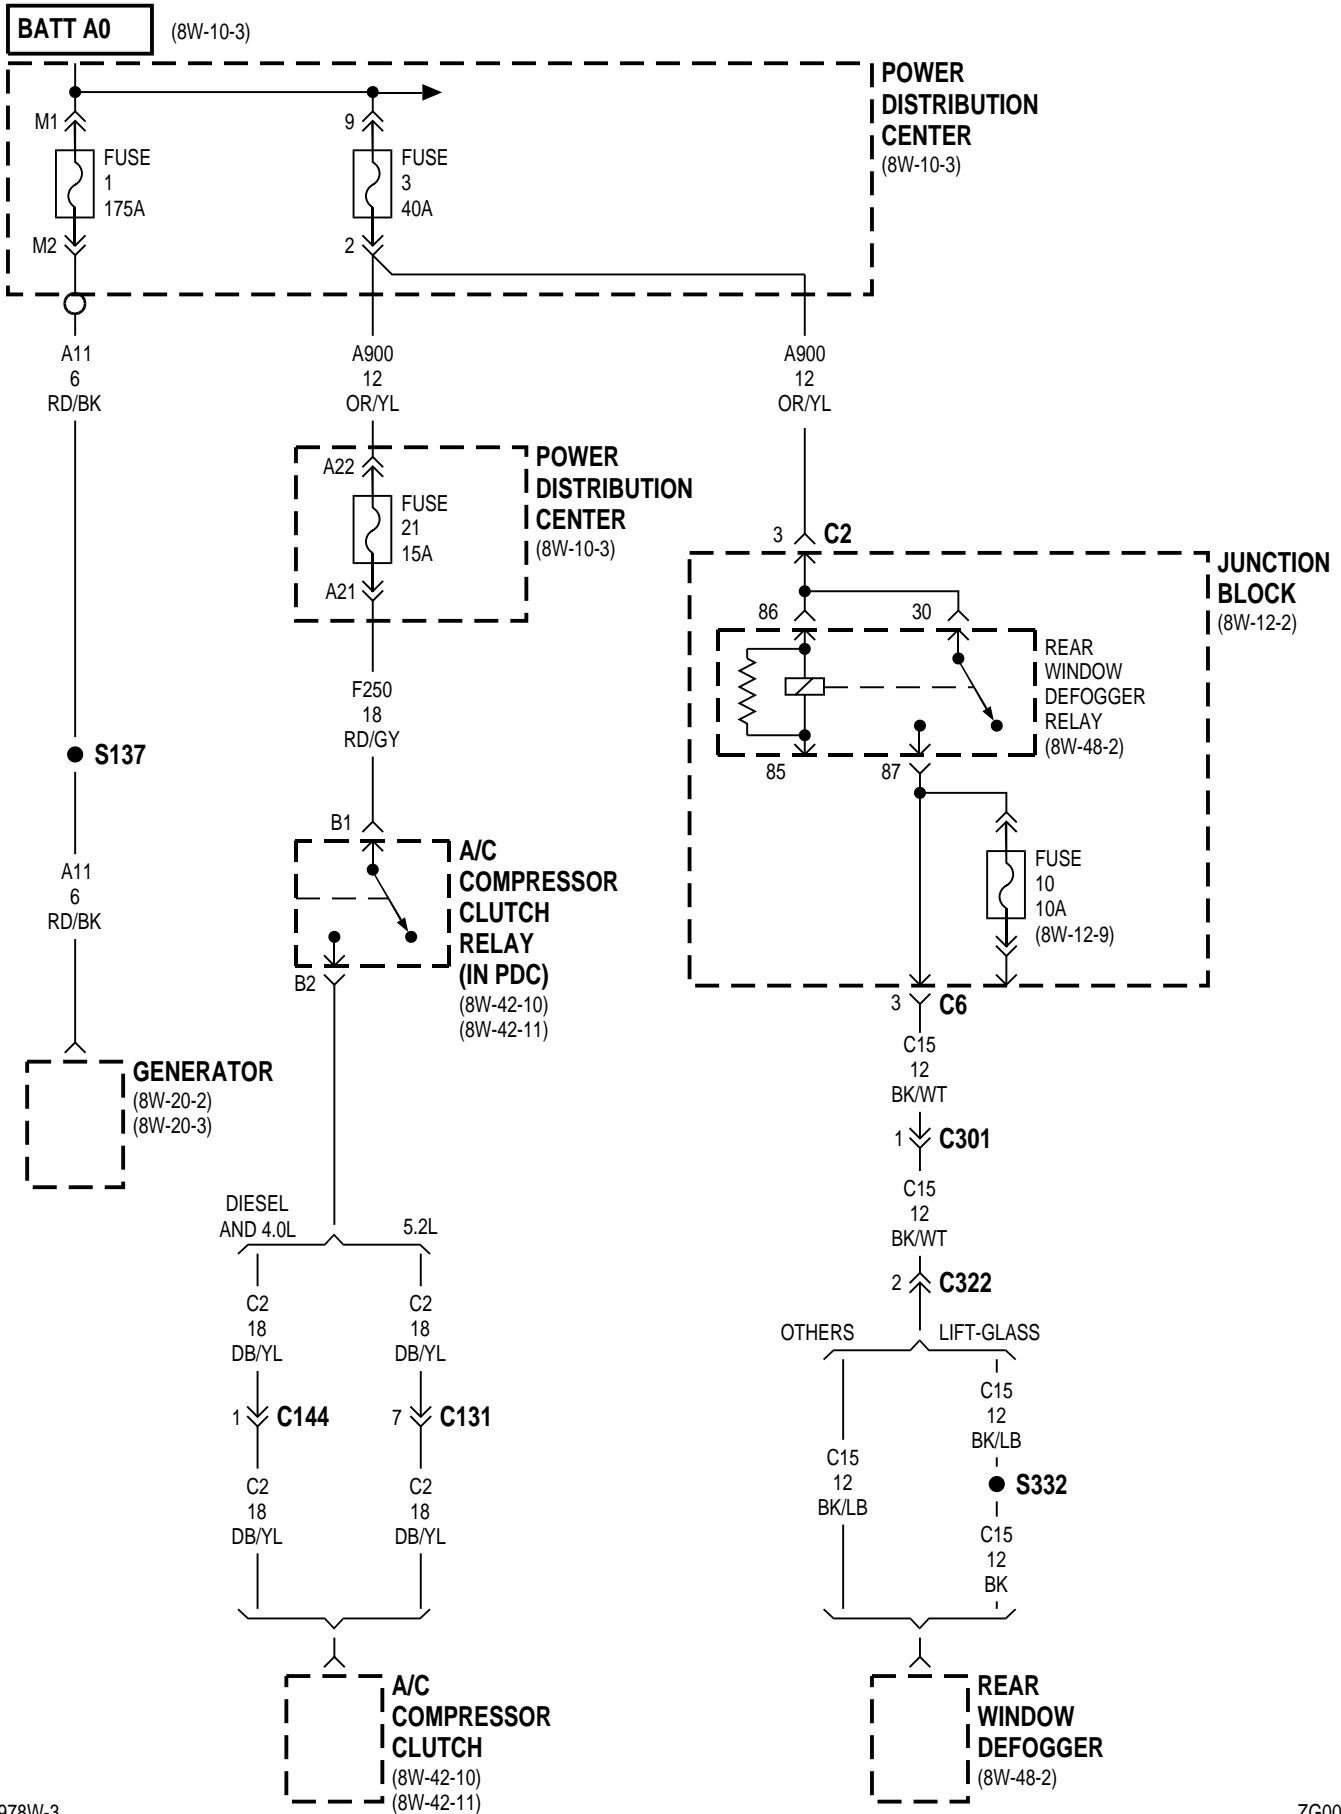 BATT A0
(8W-10-3)
POWER
DISTRIBUTION
CENTER
(8W-10-3)
M1
FUSE
1
175A
M2
9
FUSE
3
40A
2
A11
6
RD/BK
A900
12
OR/YL
A900
12
OR/YL
A22
FUSE
21
15A
A21
POWER
DISTRIBUTION
CENTER
(8W-10-3)
3 C2
JUNCTION
BLOCK
(8W-12-2)
86
30
REAR
WINDOW
DEFOGGER
RELAY
(8W-48-2)
85
87
F250
18
RD/GY
S137
B1
A/C
COMPRESSOR
CLUTCH
RELAY
(IN PDC)
(8W-42-10)
(8W-42-11)
B2
FUSE
10
10A
(8W-12-9)
A11
6
RD/BK
3 C6
C15
12
BK/WT
GENERATOR
(8W-20-2)
(8W-20-3)
1 C301
C15
12
BK/WT
DIESEL
AND 4.0L
5.2L
2 C322
C2
18
DB/YL
C2
18
DB/YL
OTHERS
LIFT-GLASS
1 C144
7 C131
C15
12
BK/LB
C15
12
BK/LB
S332
C2
18
DB/YL
C2
18
DB/YL
C15
12
BK
A/C
COMPRESSOR
CLUTCH
(8W-42-10)
(8W-42-11)
REAR
WINDOW
DEFOGGER
(8W-48-2)
978W-3